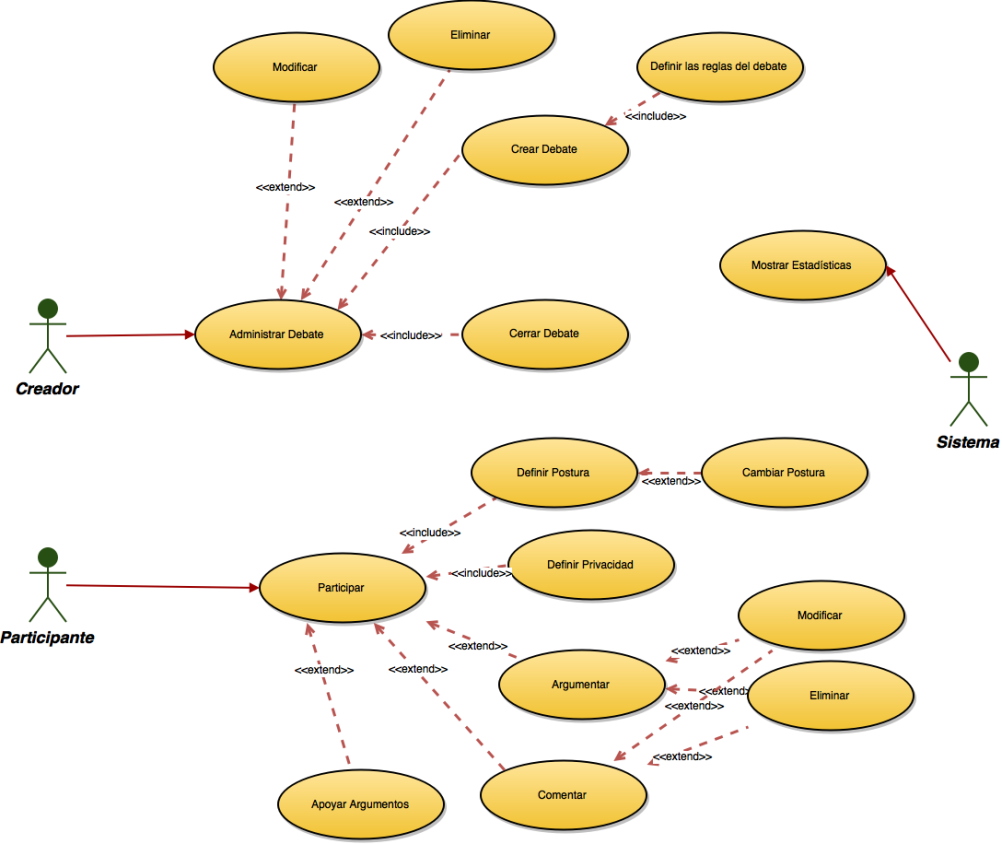 Eliminar
Modificar
Definir las reglas del debate
<<include>>
Crear Debate
<<extend>>
<<extend>>
<<include>>
Mostrar Estadísticas
Administrar Debate
<<include>>
Cerrar Debate
Creador
Sistema
Definir Postura
Cambiar Postura
<<extend>>
<<include>>
Definir Privacidad
<<include>>
Participar
Participante
Modificar
<<extend>>
<<extend>>
<<extend>>
<<extend>>
Argumentar
<<extend>
Eliminar
<<extend>>
<<extend>>
Comentar
Apoyar Argumentos